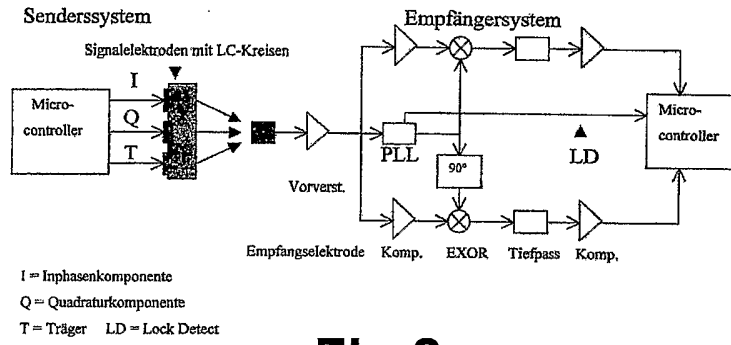 Senderssystem
Empfängersystem
Signalelektroden mit LC-Kreisen
I
Q
T
Micro-
controller
Vorverst.
PLL
90°
LD
Micro-
controller
Empfangselektrode Komp. EXOR Tiefpass Komp.
I = Inphasenkomponente
Q = Quadraturkomponente
T = Träger LD = Lock Detect